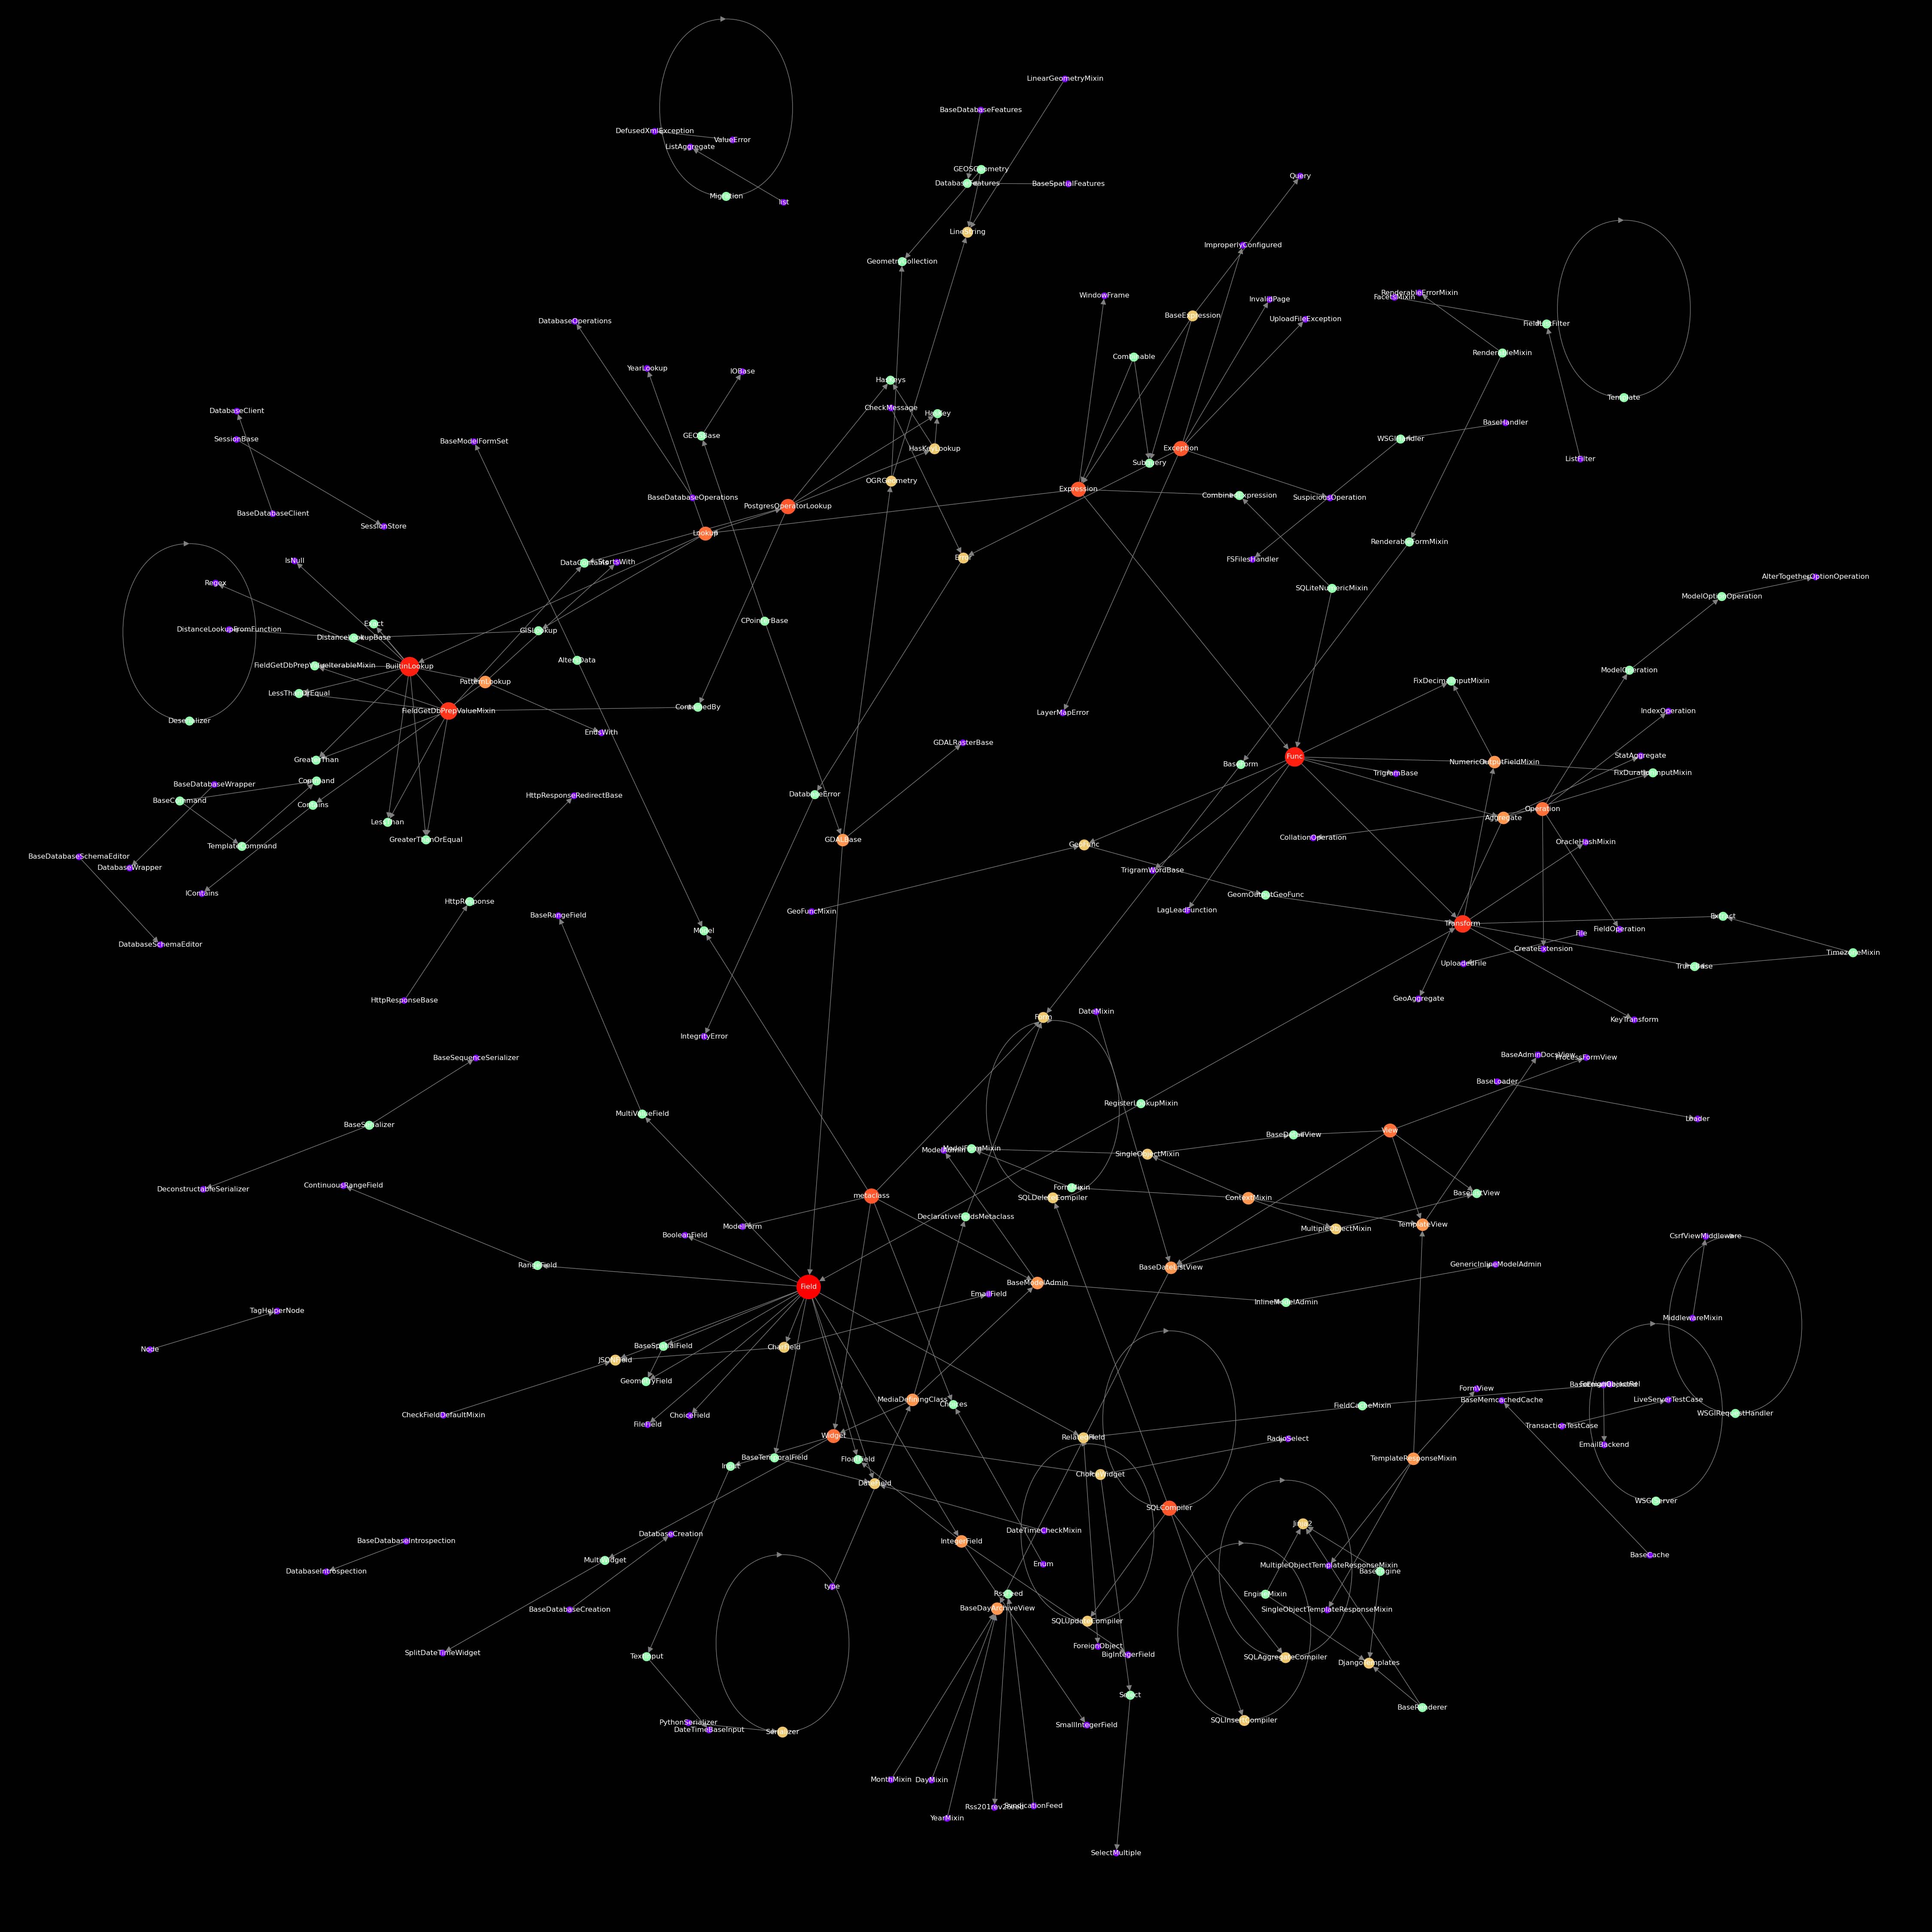 LinearGeometryMixin
BaseDatabaseFeatures
DefusedXmlException
ValueError
ListAggregate
GEOSGeometry
Query
DatabaseFeatures
BaseSpatialFeatures
Migration
list
LineString
ImproperlyConfigured
GeometryCollection
RenderableErrorMixin
FacetsMixin
WindowFrame
InvalidPage
BaseExpression
UploadFileException
DatabaseOperations
FieldListFilter
RenderableMixin
Combinable
YearLookup
IOBase
HasKeys
Template
CheckMessage
DatabaseClient
HasKey
BaseHandler
SessionBase
GEOSBase
WSGIHandler
BaseModelFormSet
HasKeyLookup
Exception
ListFilter
Subquery
OGRGeometry
Expression
CombinedExpression
BaseDatabaseOperations
SuspiciousOperation
PostgresOperatorLookup
BaseDatabaseClient
SessionStore
Lookup
RenderableFormMixin
Error
FSFilesHandler
IsNull
DataContains
StartsWith
AlterTogetherOptionOperation
Regex
SQLiteNumericMixin
ModelOptionOperation
CPointerBase
Exact
DistanceLookupFromFunction
GISLookup
DistanceLookupBase
AltersData
FieldGetDbPrepValueIterableMixin
BuiltinLookup
ModelOperation
PatternLookup
FixDecimalInputMixin
LessThanOrEqual
ContainedBy
FieldGetDbPrepValueMixin
LayerMapError
IndexOperation
Deserializer
EndsWith
GDALRasterBase
StatAggregate
Func
GreaterThan
NumericOutputFieldMixin
BaseForm
TrigramBase
FixDurationInputMixin
Command
BaseDatabaseWrapper
DatabaseError
HttpResponseRedirectBase
BaseCommand
Contains
Operation
Aggregate
LessThan
CollationOperation
GreaterThanOrEqual
GDALBase
OracleHashMixin
TemplateCommand
GeoFunc
BaseDatabaseSchemaEditor
DatabaseWrapper
TrigramWordBase
IContains
GeomOutputGeoFunc
HttpResponse
GeoFuncMixin
LagLeadFunction
BaseRangeField
Extract
Transform
FieldOperation
Model
File
DatabaseSchemaEditor
CreateExtension
TimezoneMixin
UploadedFile
TruncBase
GeoAggregate
HttpResponseBase
DateMixin
Form
KeyTransform
IntegrityError
BaseAdminDocsView
ProcessFormView
BaseSequenceSerializer
BaseLoader
RegisterLookupMixin
MultiValueField
Loader
BaseSerializer
View
BaseDetailView
ModelFormMixin
ModelAdmin
SingleObjectMixin
ContinuousRangeField
DeconstructableSerializer
FormMixin
BaseListView
metaclass
SQLDeleteCompiler
ContextMixin
DeclarativeFieldsMetaclass
ModelForm
TemplateView
MultipleObjectMixin
BooleanField
CsrfViewMiddleware
RangeField
BaseDateListView
GenericInlineModelAdmin
BaseModelAdmin
Field
EmailField
InlineModelAdmin
TagHelperNode
MiddlewareMixin
BaseSpatialField
CharField
Node
JSONField
GeometryField
FormView
MediaDefiningClass
BaseMemcachedCache
LiveServerTestCase
Choices
FieldCacheMixin
CheckFieldDefaultMixin
ChoiceField
WSGIRequestHandler
FileField
TransactionTestCase
Widget
RelatedField
RadioSelect
EmailBackend
BaseTemporalField
FloatField
TemplateResponseMixin
Input
ChoiceWidget
DateField
WSGIServer
SQLCompiler
Jinja2
DateTimeCheckMixin
DatabaseCreation
BaseDatabaseIntrospection
IntegerField
BaseCache
MultiWidget
Enum
MultipleObjectTemplateResponseMixin
DatabaseIntrospection
BaseEngine
type
RssFeed
EngineMixin
BaseDatabaseCreation
BaseDayArchiveView
SingleObjectTemplateResponseMixin
SQLUpdateCompiler
ForeignObject
SplitDateTimeWidget
BigIntegerField
TextInput
SQLAggregateCompiler
DjangoTemplates
Select
BaseRenderer
SQLInsertCompiler
PythonSerializer
SmallIntegerField
DateTimeBaseInput
Serializer
MonthMixin
DayMixin
Rss201rev2Feed
SyndicationFeed
YearMixin
SelectMultiple